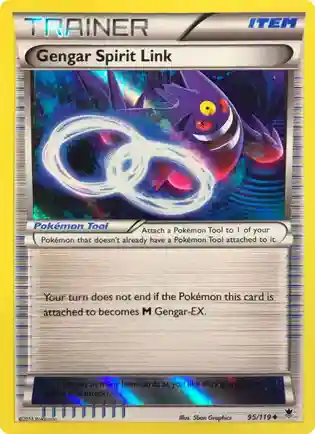 TRAINER
ITEM
Gengar Spirit Link
Pokémon Tool
Attach a Pokémon Tool to 1 of your
Pokémon that doesn't already have a Pokémon Tool attached to it.
Your turn does not end if the Pokémon this card is
attached to becomes M Gengar-EX.
Illus. 5ban Graphics
95/119